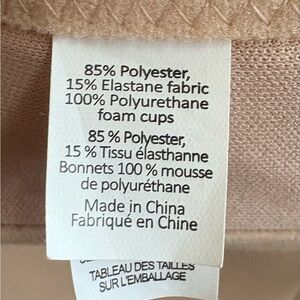 85% Polyester,
15% Elastane fabric
100% Polyurethane
foam cups
85% Polyester,
15% Tissu élasthanne
Bonnets 100% mousse
de polyuréthane
Made in China
Fabriqué en Chine
TABLEAU DES TAILLES
SUR L'EMBALLAGE